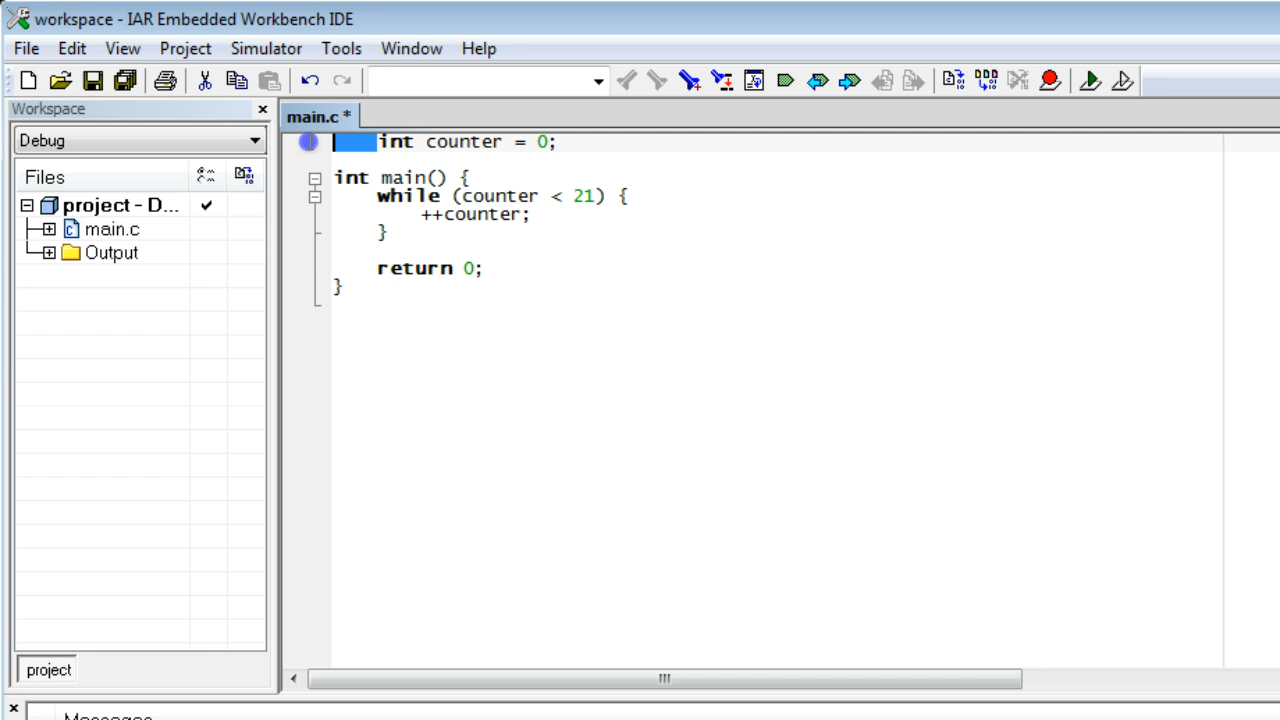 workspace - IAR Embedded Workbench IDE
File Edit View Project Simulator Tools Window Help
Workspace
Debug
Files
project - D...
main.c
Output
project
main.c *
int counter = 0;
int main() {
while (counter < 21) {
++counter;
}
return 0;
}
Messages